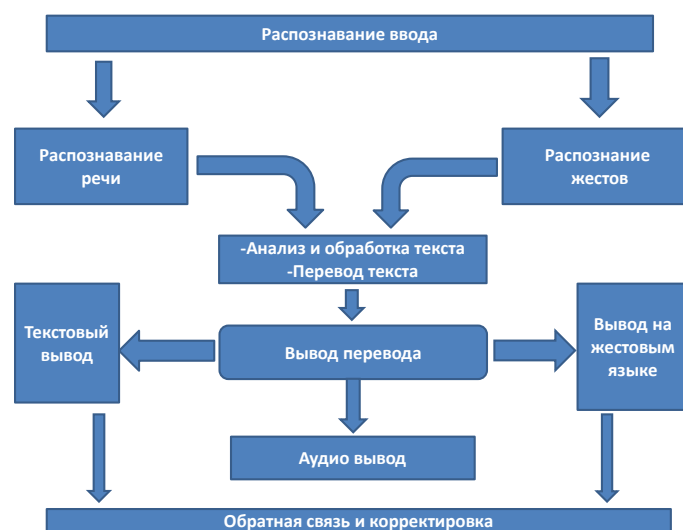 Распознавание ввода
Распознавание
речи
Распознание
жестов
-Анализ и обработка текста
-Перевод текста
Текстовый
вывод
Вывод перевода
Вывод на
жестовым
языке
Аудио вывод
Обратная связь и корректировка